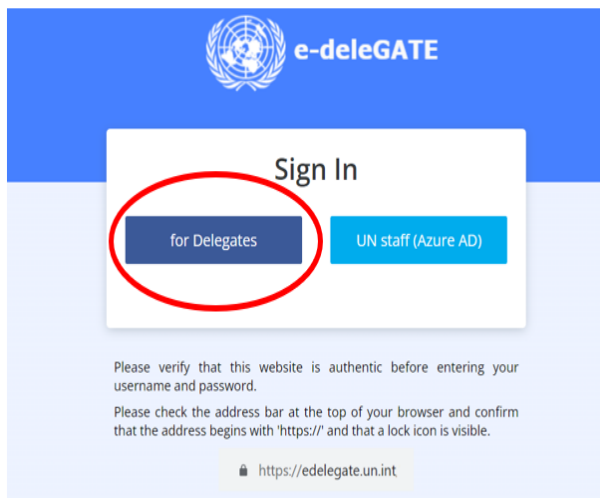 e-deleGATE
Sign In
for Delegates
UN staff (Azure AD)
Please verify that this website is authentic before entering your
username and password.
Please check the address bar at the top of your browser and confirm
that the address begins with 'https://' and that a lock icon is visible.
https://edelegate.un.int